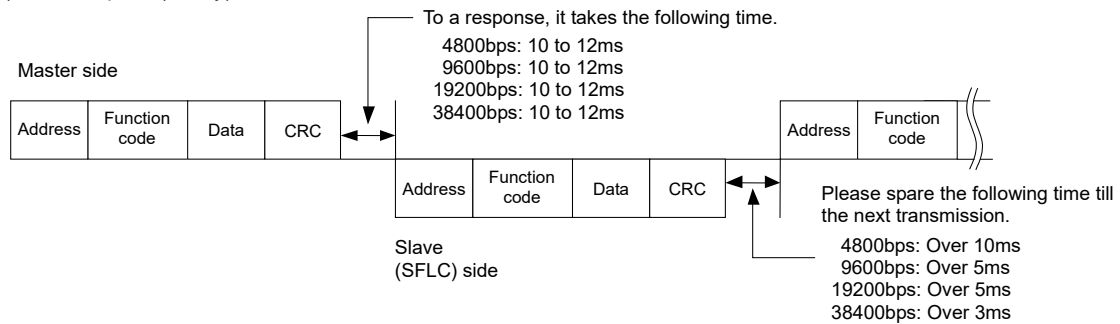 To a response, it takes the following time.
4800bps: 10 to 12ms
9600bps: 10 to 12ms
19200bps: 10 to 12ms
38400bps: 10 to 12ms
Master side
Address
Function
code
Data
CRC
Address
Function
code
Address
Function
code
Data
CRC
Slave
(SFLC) side
Please spare the following time till
the next transmission.
4800bps: Over 10ms
9600bps: Over 5ms
19200bps: Over 5ms
38400bps: Over 3ms